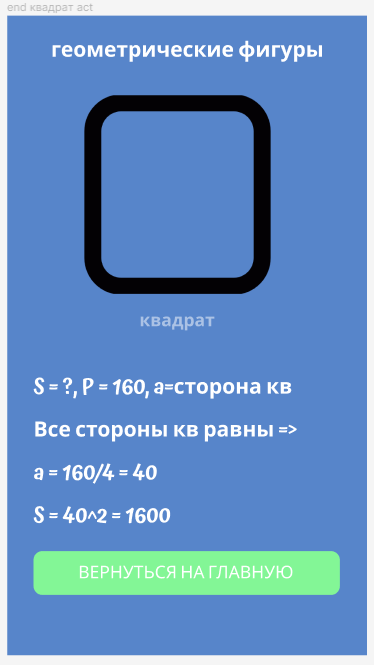 end квадрат act
геометрические фигуры
квадрат
S = ?, P = 160, a=сторона кв
Все стороны кв равны =>
a = 160/4 = 40
S = 40^2 = 1600
ВЕРНУТЬСЯ НА ГЛАВНУЮ